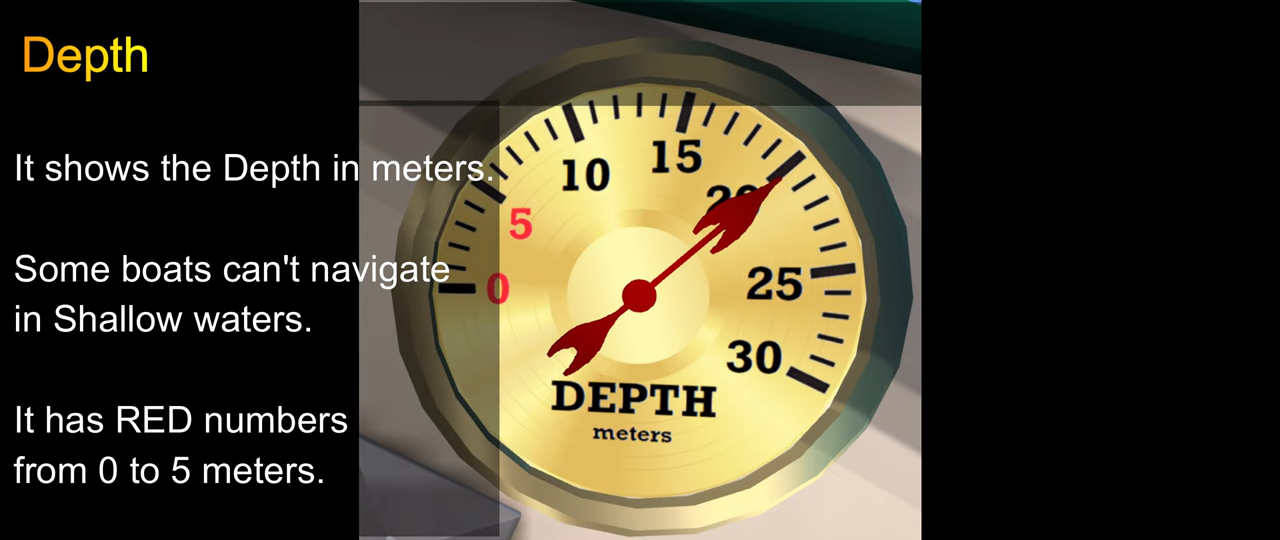 Depth
It shows the Depth in meters.
Some boats can't navigate
in Shallow waters.
It has RED numbers
from 0 to 5 meters.
0
5
10
15
20
25
30
DEPTH
meters